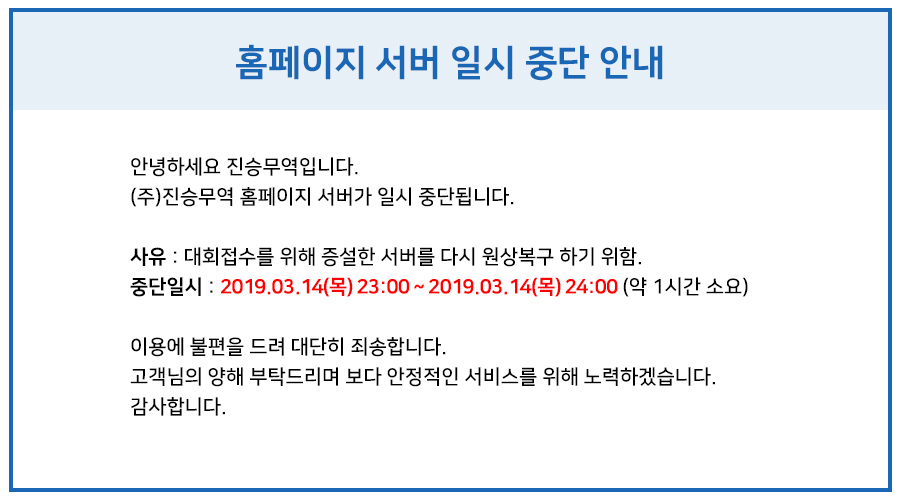 홈페이지 서버 일시 중단 안내
안녕하세요 진승무역입니다.
(주)진승무역 홈페이지 서버가 일시 중단됩니다.
사유 : 대회접수를 위해 증설한 서버를 다시 원상복구 하기 위함.
중단일시 : 2019.03.14(목) 23:00 ~ 2019.03.14(목) 24:00 (약 1시간 소요)
이용에 불편을 드려 대단히 죄송합니다.
고객님의 양해 부탁드리며 보다 안정적인 서비스를 위해 노력하겠습니다.
감사합니다.